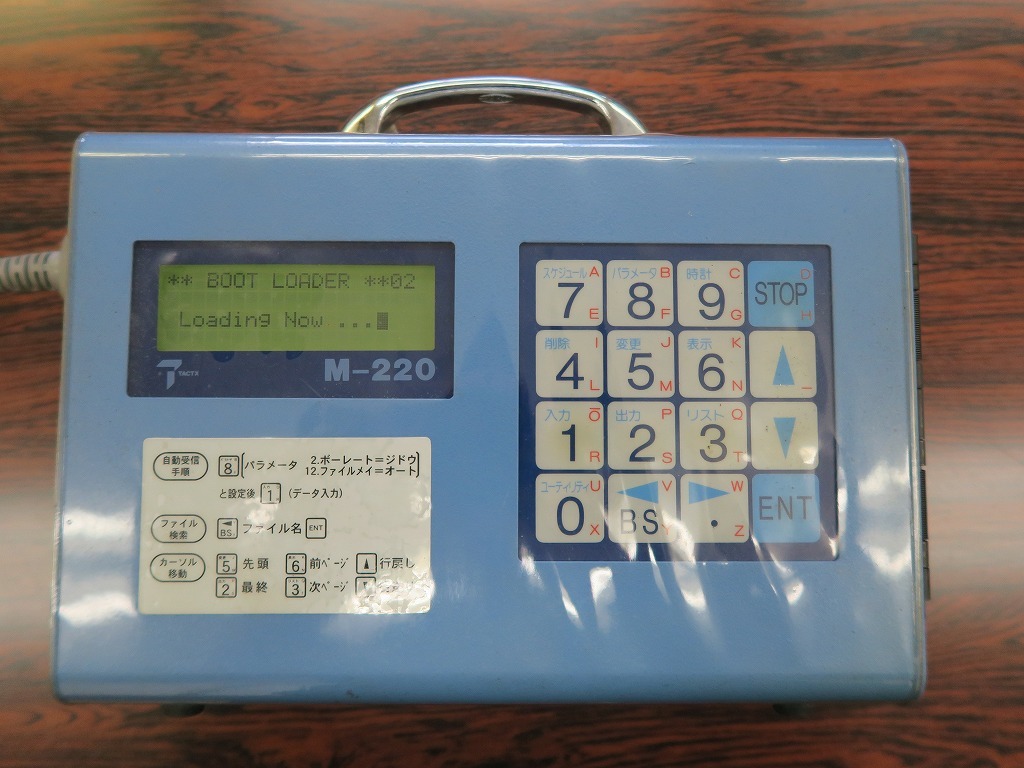 ** BOOT LOADER **02
Loading Now ...
TACTX
M-220
スケジュール A 7 E
パラメータ B 8 F
時計 C 9 G
D STOP H
削除 I 4 L
変更 J 5 M
表示 K 6 N
▲ _
入力 O 1 R
出力 P 2 S
リスト Q 3 T
▼
ユーティリティ U 0 X
◀ V BS Y
▶ W . Z
ENT
自動受信手順 8 パラメータ 2.ボーレート=ジドウ
12.ファイルメイ=オート
と設定後 1 (データ入力)
ファイル検索 ◀BS ファイル名 ENT
カーソル移動 5 先頭 6 前ページ ▲ 行戻し
2 最終 3 次ページ ▼